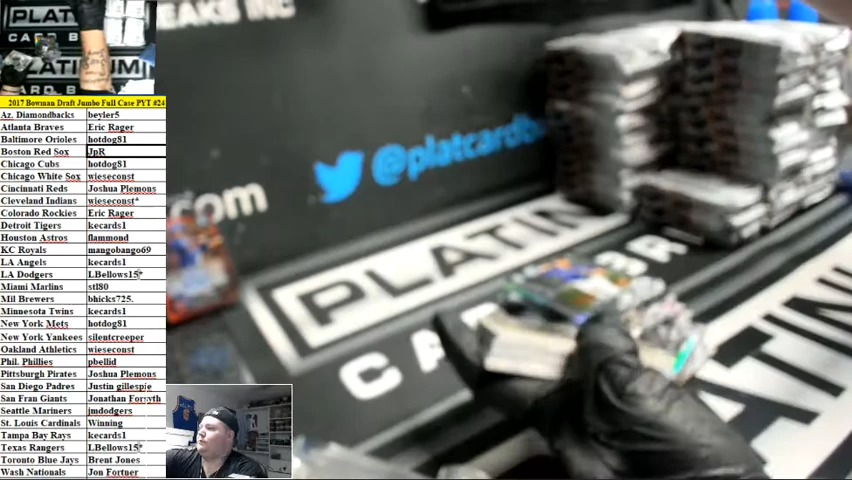 PLATI
CARD B
PLATINUM
EAKS INC
@platcardb
.com
PLATIN
CA
ATIN
2017 Bowman Draft Jumbo Full Case PYT #24
Az. Diamondbacks beyler5
Atlanta Braves Eric Rager
Baltimore Orioles hotdog81
Boston Red Sox JpR
Chicago Cubs hotdog81
Chicago White Sox wieseconst
Cincinnati Reds Joshua Plemons
Cleveland Indians wieseconst*
Colorado Rockies Eric Rager
Detroit Tigers kecards1
Houston Astros flammond
KC Royals mangobango69
LA Angels kecards1
LA Dodgers LBellows15*
Miami Marlins stl80
Mil Brewers bhicks725.
Minnesota Twins kecards1
New York Mets hotdog81
New York Yankees silentcreeper
Oakland Athletics wieseconst
Phil. Phillies pbellid
Pittsburgh Pirates Joshua Plemons
San Diego Padres Justin gillespie
San Fran Giants Jonathan Forsyth
Seattle Mariners jmdodgers
St. Louis Cardinals Winning
Tampa Bay Rays kecards1
Texas Rangers LBellows15*
Toronto Blue Jays Brent Jones
Wash Nationals Jon Fortner